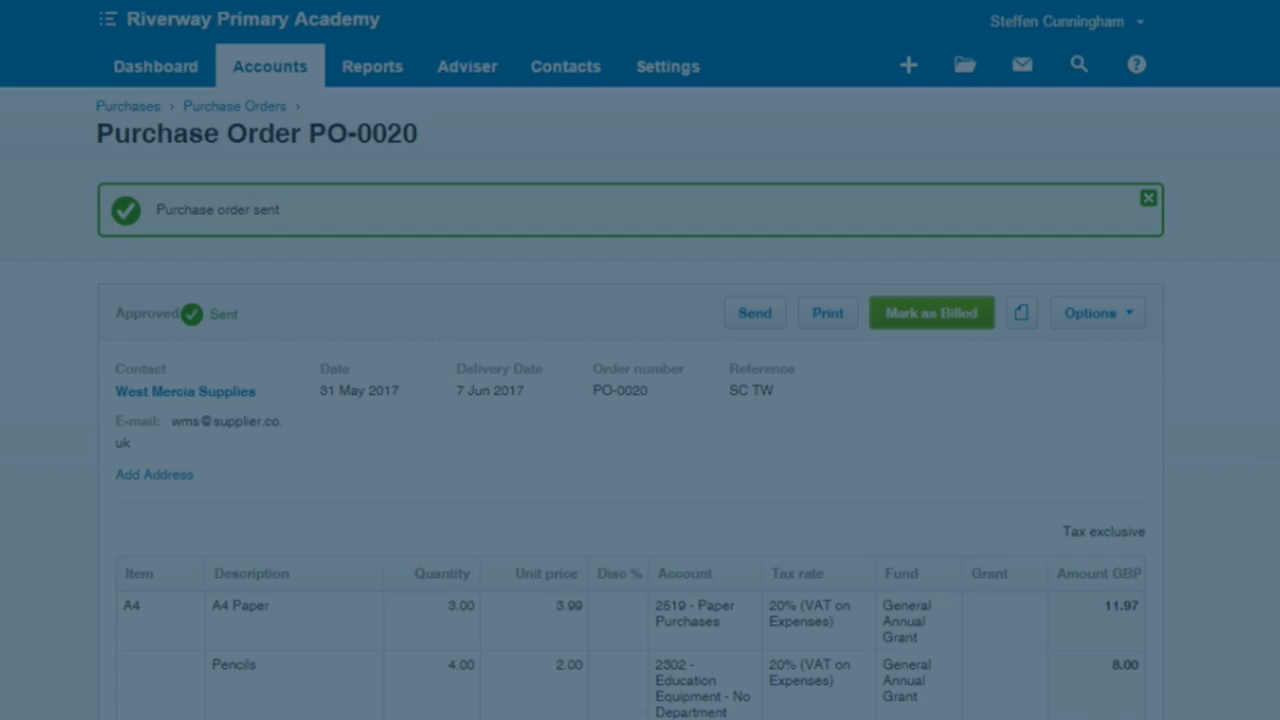 Riverway Primary Academy
Steffen Cunningham
Dashboard Accounts Reports Adviser Contacts Settings
Purchases › Purchase Orders ›
Purchase Order PO-0020
Purchase order sent
Approved Sent
Send Print Mark as Billed Options
Contact Date Delivery Date Order number Reference
West Mercia Supplies 31 May 2017 7 Jun 2017 PO-0020 SC TW
E-mail: wms@supplier.co.
uk
Add Address
Tax exclusive
Item Description Quantity Unit price Disc % Account Tax rate Fund Grant Amount GBP
A4 A4 Paper 3.00 3.99 2519 - Paper 20% (VAT on General 11.97
Purchases Expenses) Annual
Grant
Pencils 4.00 2.00 2302 - 20% (VAT on General 8.00
Education Expenses) Annual
Equipment - No Grant
Department